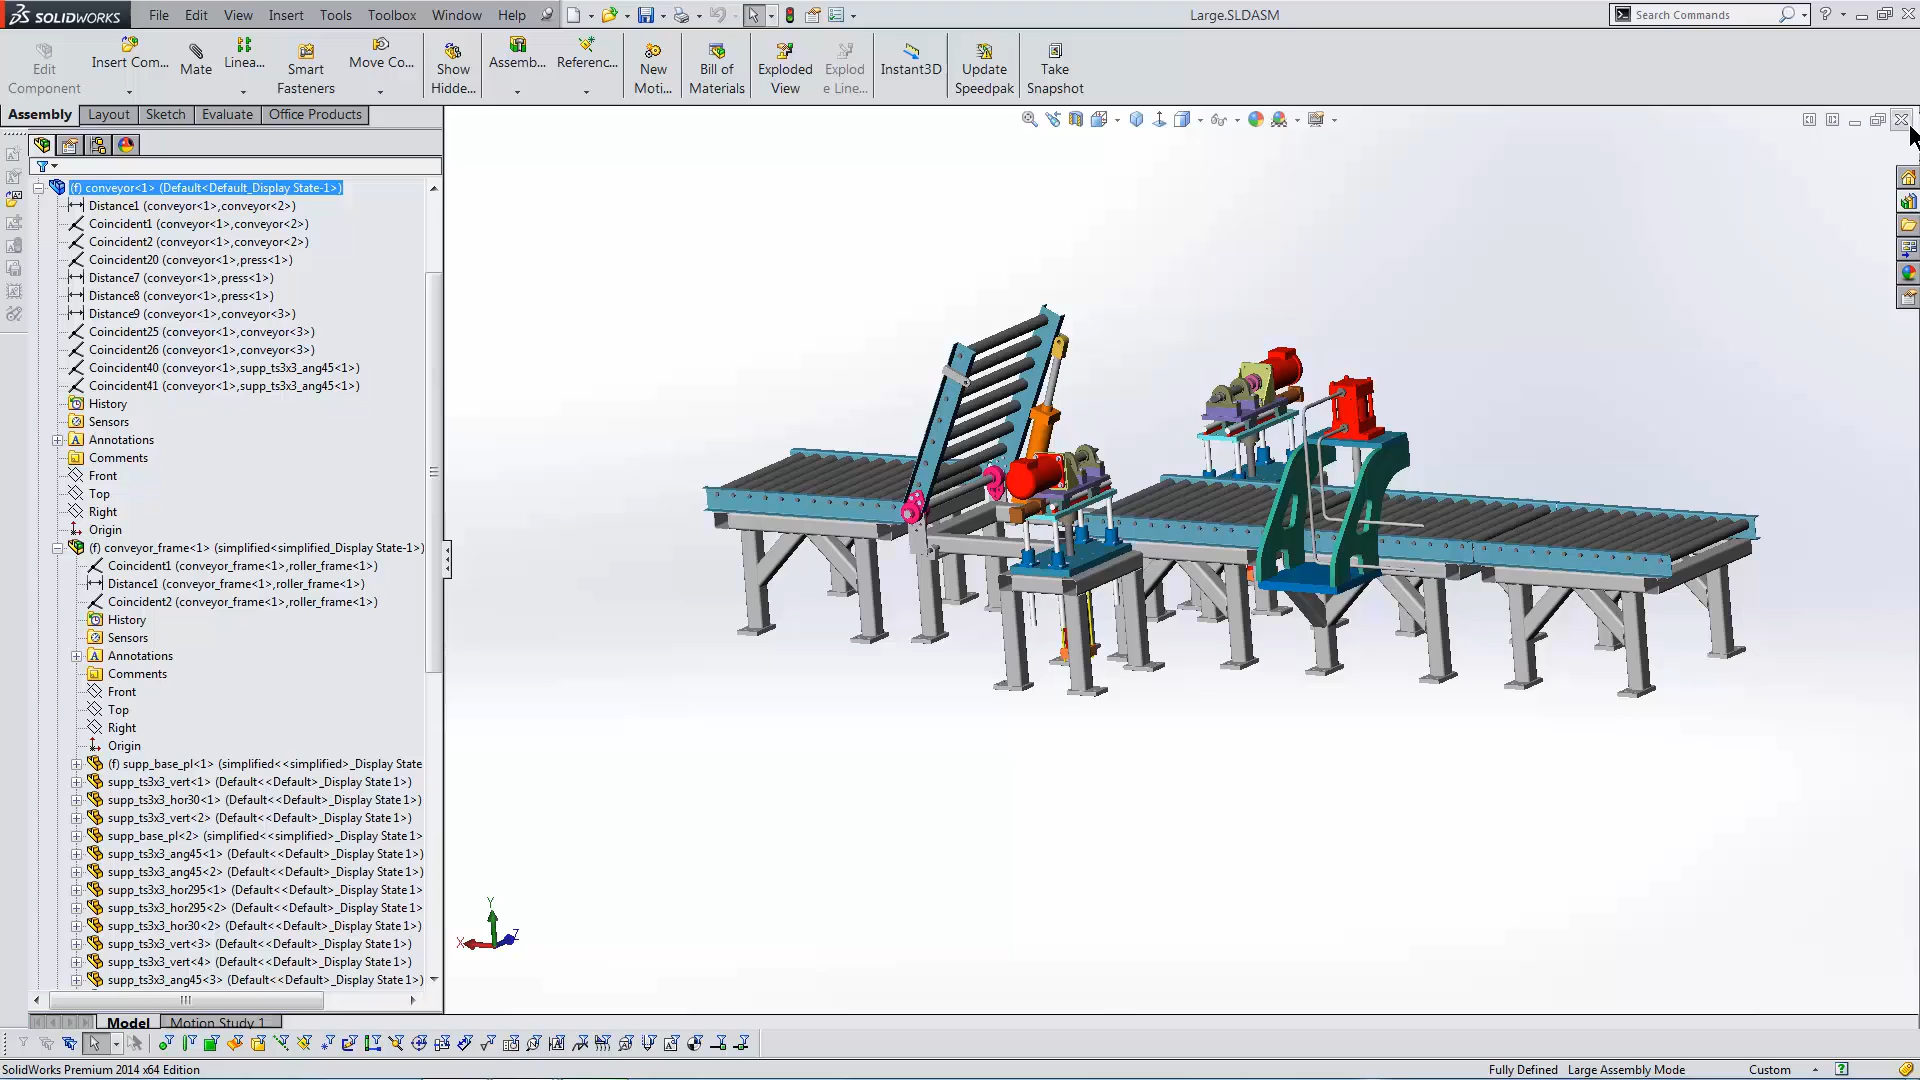 SOLIDWORKS File Edit View Insert Tools Toolbox Window Help Large.SLDASM Search Commands
Edit Component
Insert Com...
Mate
Linea...
Smart Fasteners
Move Co...
Show Hidde...
Assemb...
Referenc...
New Moti...
Bill of Materials
Exploded View
Explod e Line...
Instant3D
Update Speedpak
Take Snapshot
Assembly Layout Sketch Evaluate Office Products
(f) conveyor<1> (Default<Default_Display State-1>)
Distance1 (conveyor<1>,conveyor<2>)
Coincident1 (conveyor<1>,conveyor<2>)
Coincident2 (conveyor<1>,conveyor<2>)
Coincident20 (conveyor<1>,press<1>)
Distance7 (conveyor<1>,press<1>)
Distance8 (conveyor<1>,press<1>)
Distance9 (conveyor<1>,conveyor<3>)
Coincident25 (conveyor<1>,conveyor<3>)
Coincident26 (conveyor<1>,conveyor<3>)
Coincident40 (conveyor<1>,supp_ts3x3_ang45<1>)
Coincident41 (conveyor<1>,supp_ts3x3_ang45<1>)
History
Sensors
Annotations
Comments
Front
Top
Right
Origin
(f) conveyor_frame<1> (simplified<simplified_Display State-1>)
Coincident1 (conveyor_frame<1>,roller_frame<1>)
Distance1 (conveyor_frame<1>,roller_frame<1>)
Coincident2 (conveyor_frame<1>,roller_frame<1>)
History
Sensors
Annotations
Comments
Front
Top
Right
Origin
(f) supp_base_pl<1> (simplified<<simplified>_Display State
supp_ts3x3_vert<1> (Default<<Default>_Display State 1>)
supp_ts3x3_hor30<1> (Default<<Default>_Display State 1>)
supp_ts3x3_vert<2> (Default<<Default>_Display State 1>)
supp_base_pl<2> (simplified<<simplified>_Display State 1>
supp_ts3x3_ang45<1> (Default<<Default>_Display State 1>)
supp_ts3x3_ang45<2> (Default<<Default>_Display State 1>)
supp_ts3x3_hor295<1> (Default<<Default>_Display State 1>
supp_ts3x3_hor295<2> (Default<<Default>_Display State 1>
supp_ts3x3_hor30<2> (Default<<Default>_Display State 1>)
supp_ts3x3_vert<3> (Default<<Default>_Display State 1>)
supp_ts3x3_vert<4> (Default<<Default>_Display State 1>)
supp_ts3x3_ang45<3> (Default<<Default>_Display State 1>)
Y
X
Z
Model Motion Study 1
SolidWorks Premium 2014 x64 Edition Fully Defined Large Assembly Mode Custom